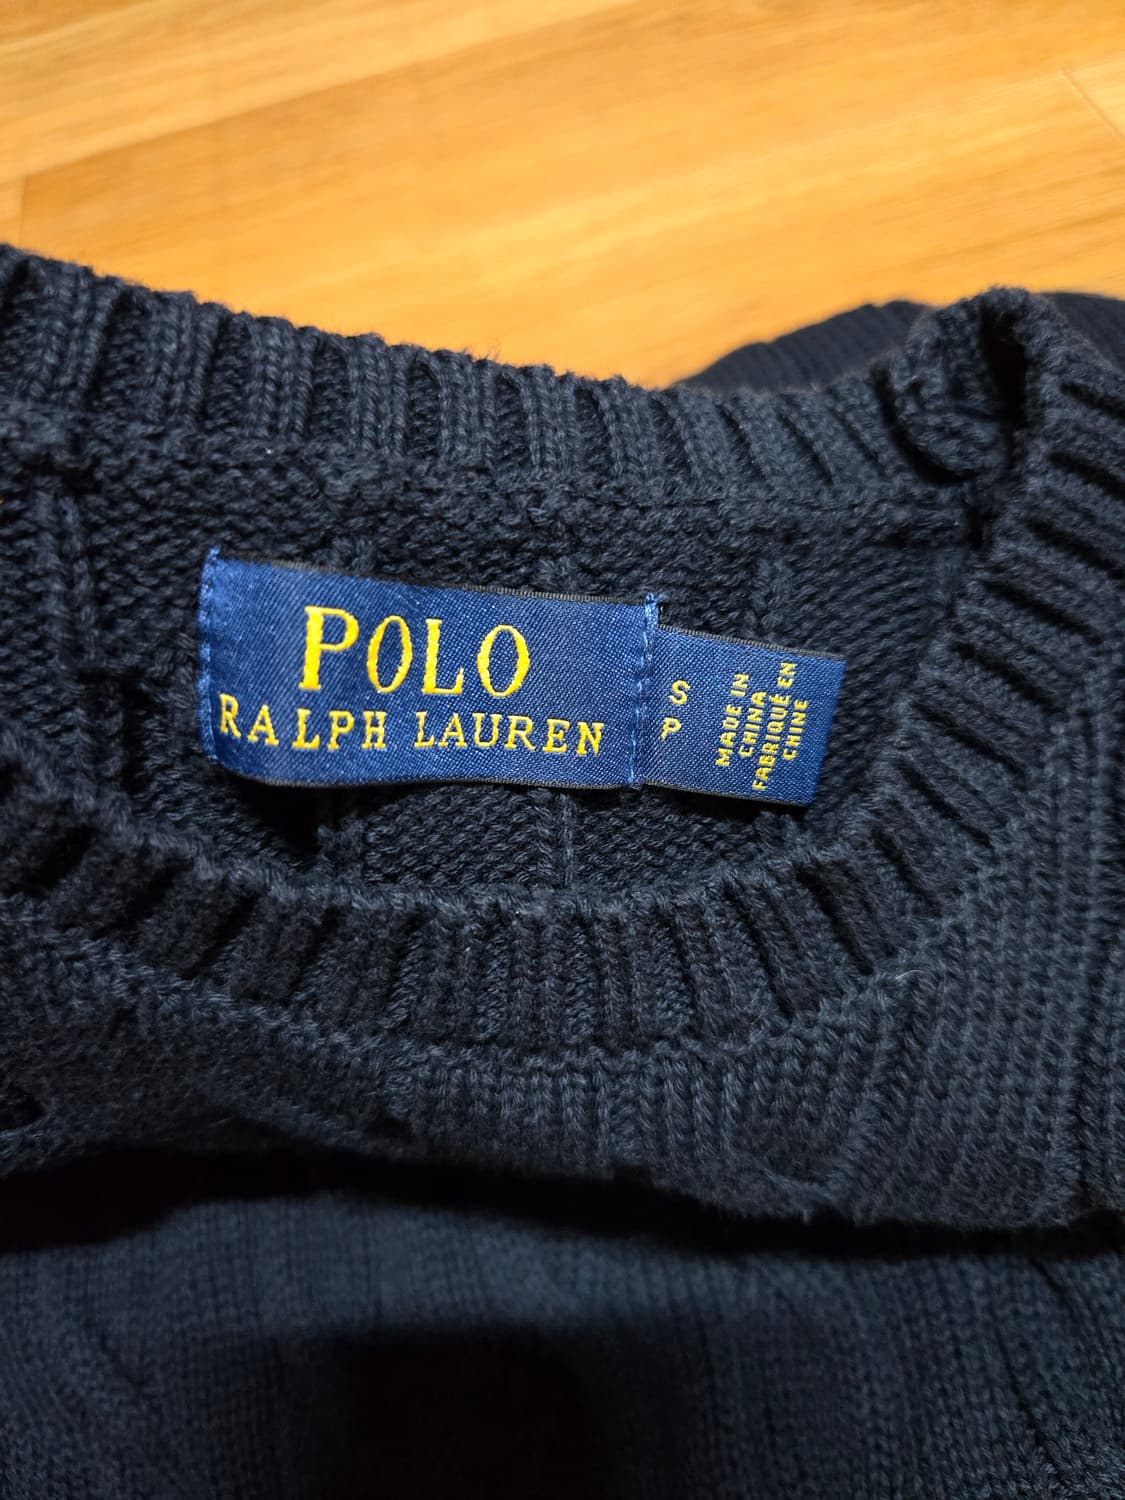 POLO
RALPH LAUREN
S
P
MADE IN
CHINA
FABRIQUÉ EN
CHINE